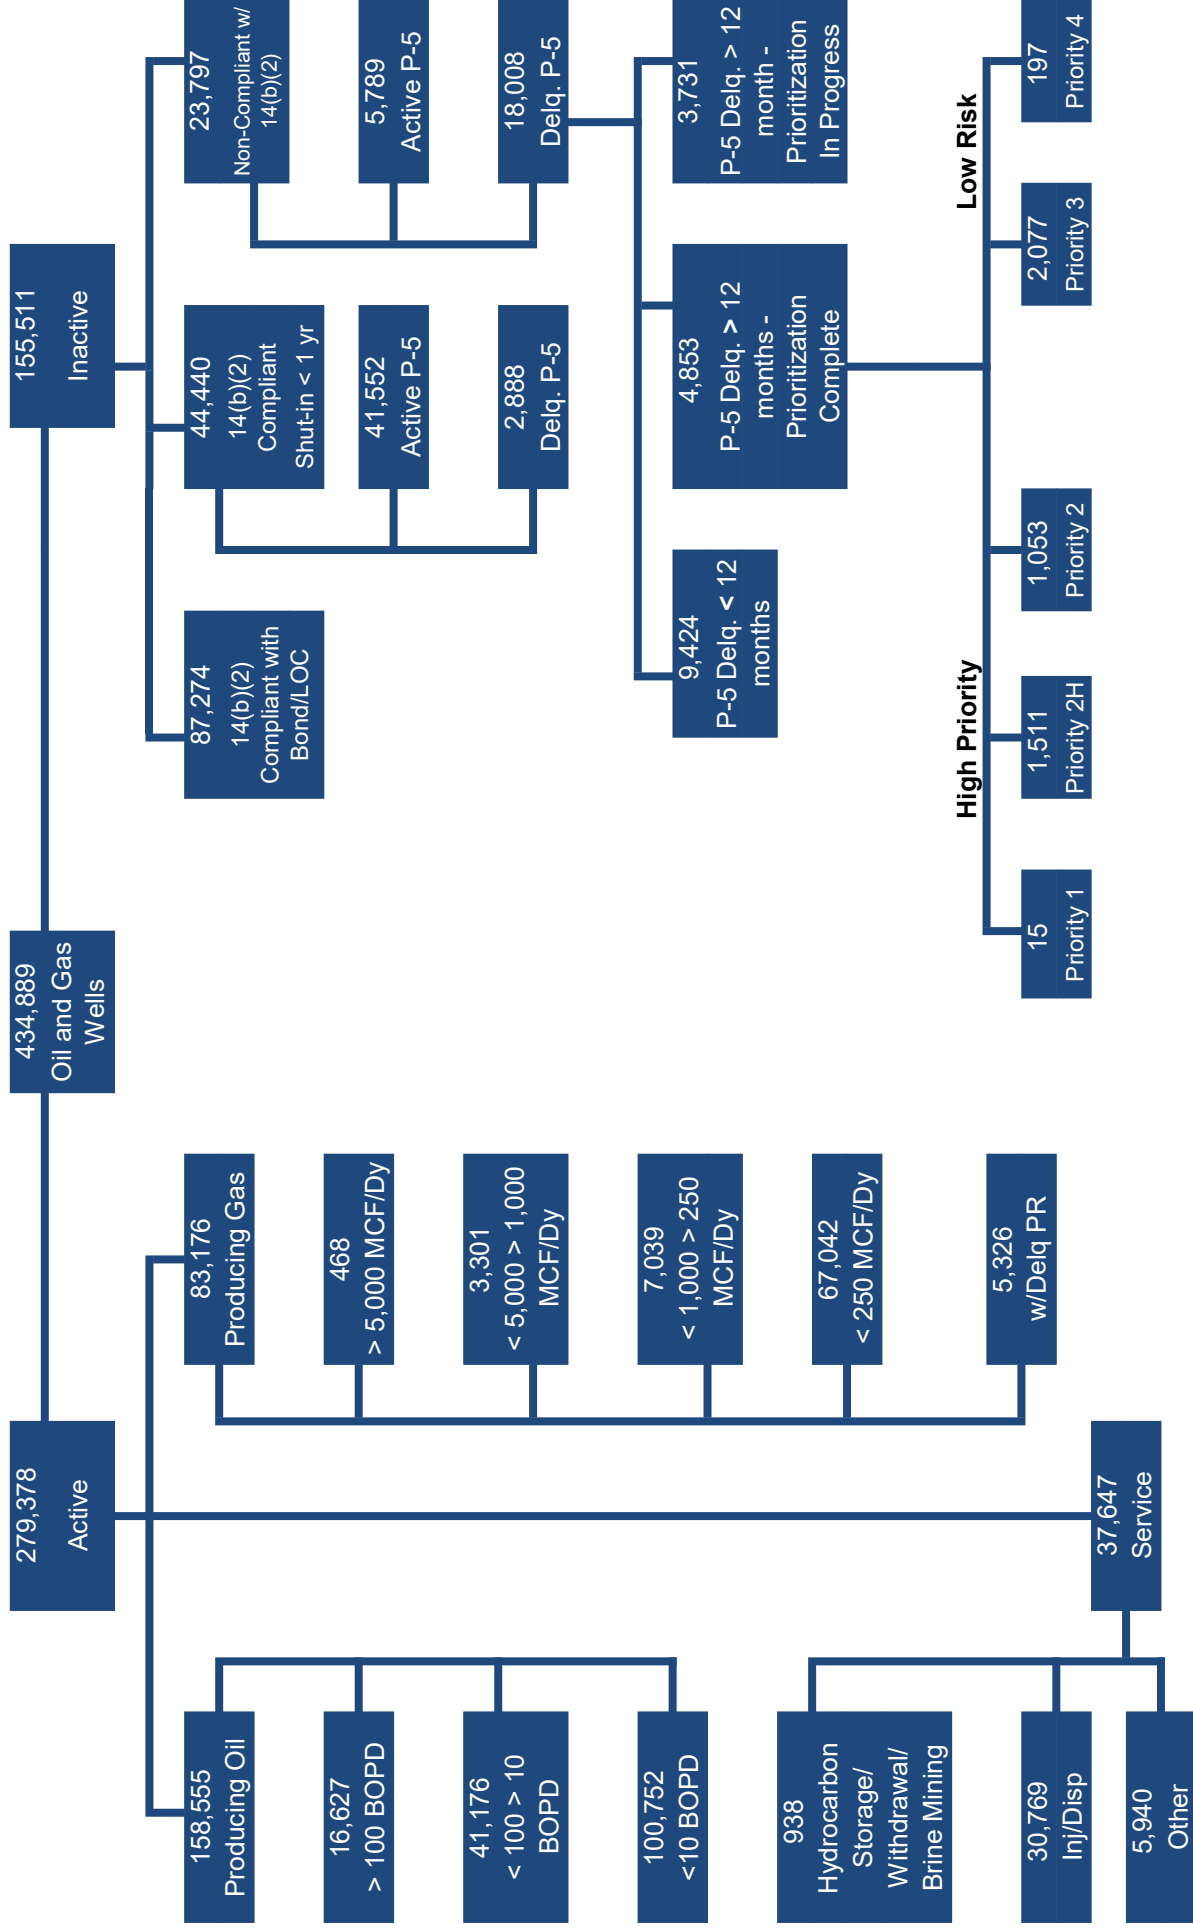 434,889
Oil and Gas
Wells
279,378
Active
155,511
Inactive
158,555
Producing Oil
16,627
> 100 BOPD
41,176
< 100 > 10
BOPD
100,752
<10 BOPD
83,176
Producing Gas
468
> 5,000 MCF/Dy
3,301
< 5,000 > 1,000
MCF/Dy
7,039
< 1,000 > 250
MCF/Dy
67,042
< 250 MCF/Dy
5,326
w/Delq PR
37,647
Service
938
Hydrocarbon
Storage/
Withdrawal/
Brine Mining
30,769
Inj/Disp
5,940
Other
87,274
14(b)(2)
Compliant with
Bond/LOC
44,440
14(b)(2)
Compliant
Shut-in < 1 yr
41,552
Active P-5
2,888
Delq. P-5
23,797
Non-Compliant w/
14(b)(2)
5,789
Active P-5
18,008
Delq. P-5
9,424
P-5 Delq. < 12
months
4,853
P-5 Delq. > 12
months -
Prioritization
Complete
3,731
P-5 Delq. > 12
month -
Prioritization
In Progress
High Priority
Low Risk
15
Priority 1
1,511
Priority 2H
1,053
Priority 2
2,077
Priority 3
197
Priority 4